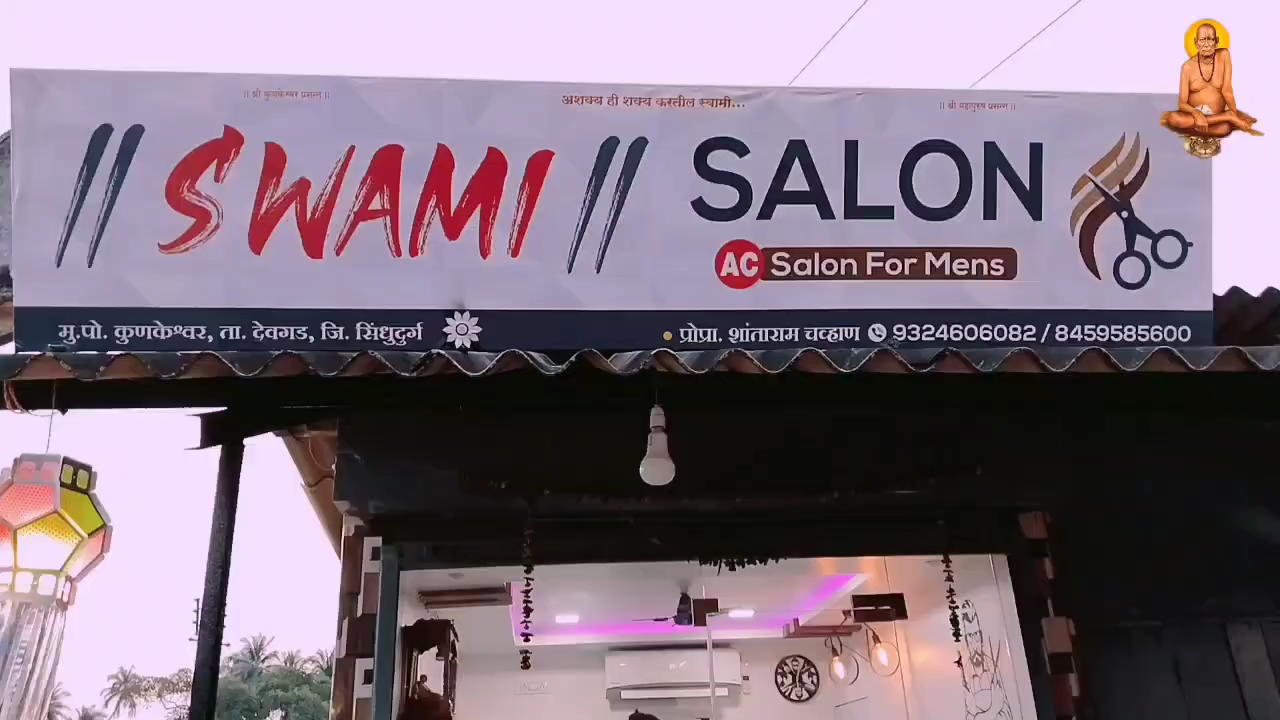 ॥ श्री कुणकेश्वर प्रसन्न ॥
अशक्य ही शक्य करतील स्वामी...
॥ श्री महापुरुष प्रसन्न ॥
// SWAMI //
SALON
AC Salon For Mens
मु.पो. कुणकेश्वर, ता. देवगड, जि. सिंधुदुर्ग
प्रोप्रा. शांताराम चव्हाण 9324606082 / 8459585600